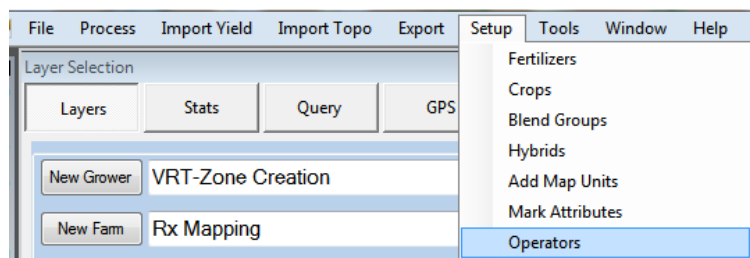 File Process Import Yield Import Topo Export Setup Tools Window Help
Layer Selection
Layers Stats Query GPS
New Grower VRT-Zone Creation
New Farm Rx Mapping
Fertilizers
Crops
Blend Groups
Hybrids
Add Map Units
Mark Attributes
Operators